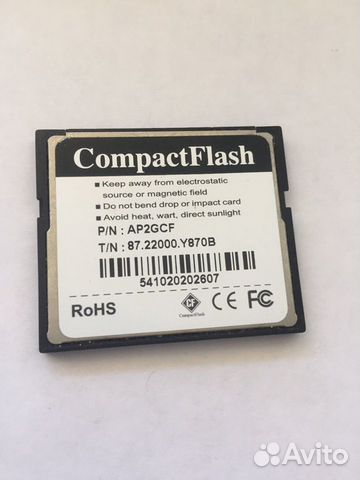 CompactFlash
■ Keep away from electrostatic
source or magnetic field
■ Do not bend drop or impact card
■ Avoid heat, wart, direct sunlight
P/N : AP2GCF
T/N : 87.22000.Y870B
541020202607
RoHS
CF
CompactFlash
CE FC
Avito